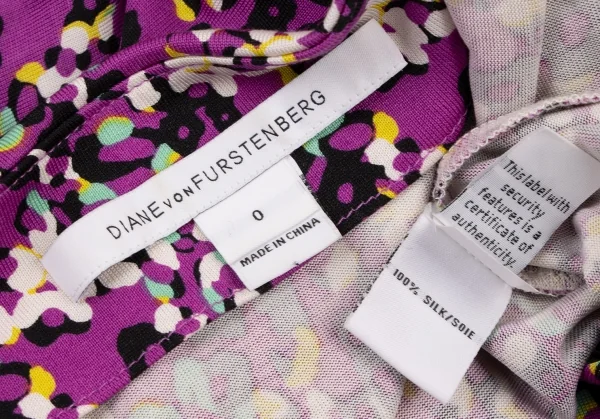 DIANE VON FURSTENBERG
0
MADE IN CHINA
This label with
security
features is a
certificate of
authenticity.
100% SILK/SOIE